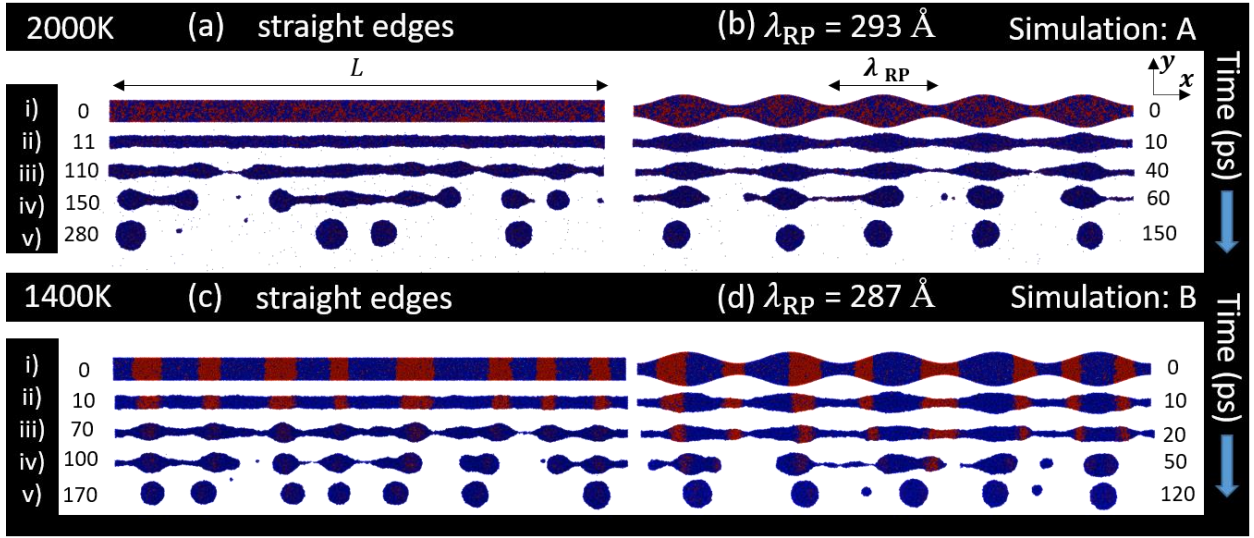 2000K (a) straight edges (b) λRP = 293 Å Simulation: A
L λ RP y x
i) 0 0
ii) 11 10
iii) 110 40
iv) 150 60
v) 280 150
Time (ps)
1400K (c) straight edges (d) λRP = 287 Å Simulation: B
i) 0 0
ii) 10 10
iii) 70 20
iv) 100 50
v) 170 120
Time (ps)